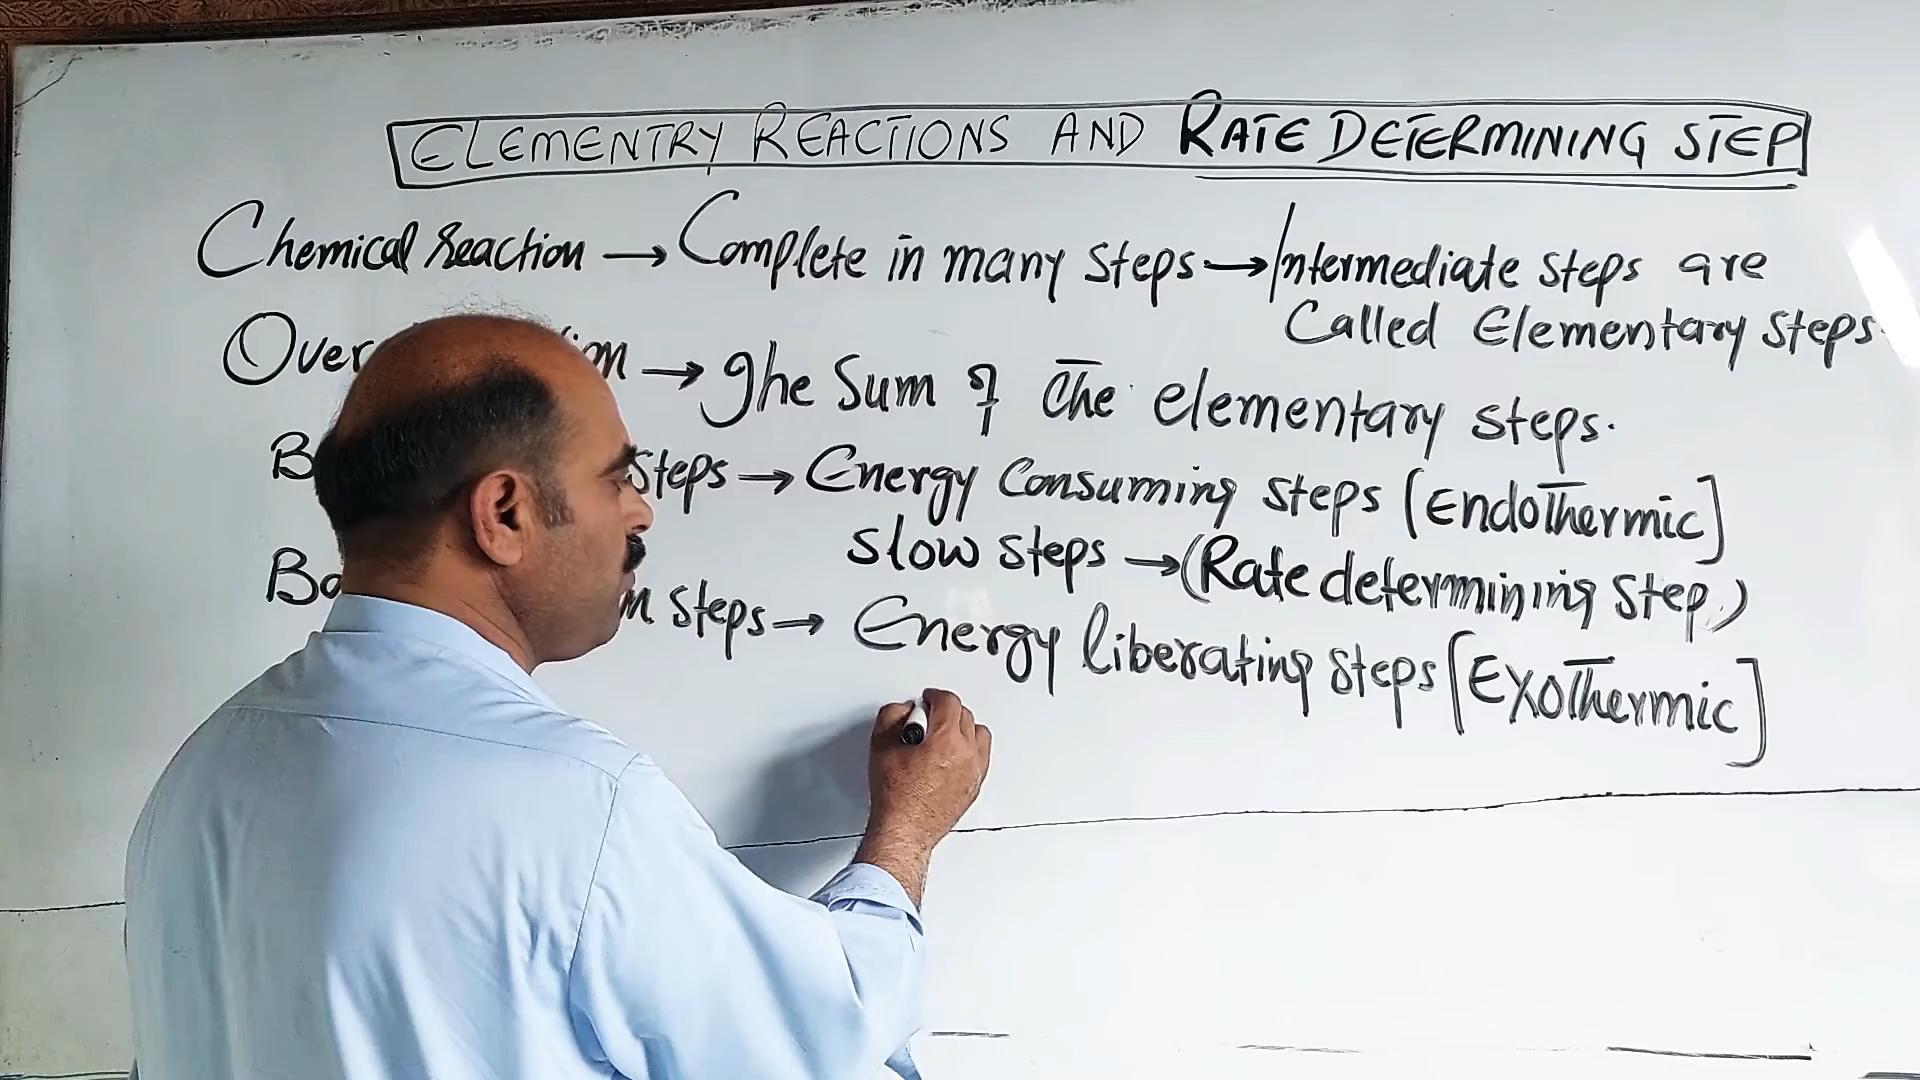 ELEMENTRY REACTIONS AND RATE DETERMINING STEP
Chemical Reaction → Complete in many steps → Intermediate steps are
Called Elementary steps.
→ The Sum of The elementary steps.
steps → Energy Consuming steps [Endothermic]
slow steps → (Rate determining step)
steps → Energy liberating steps [Exothermic]